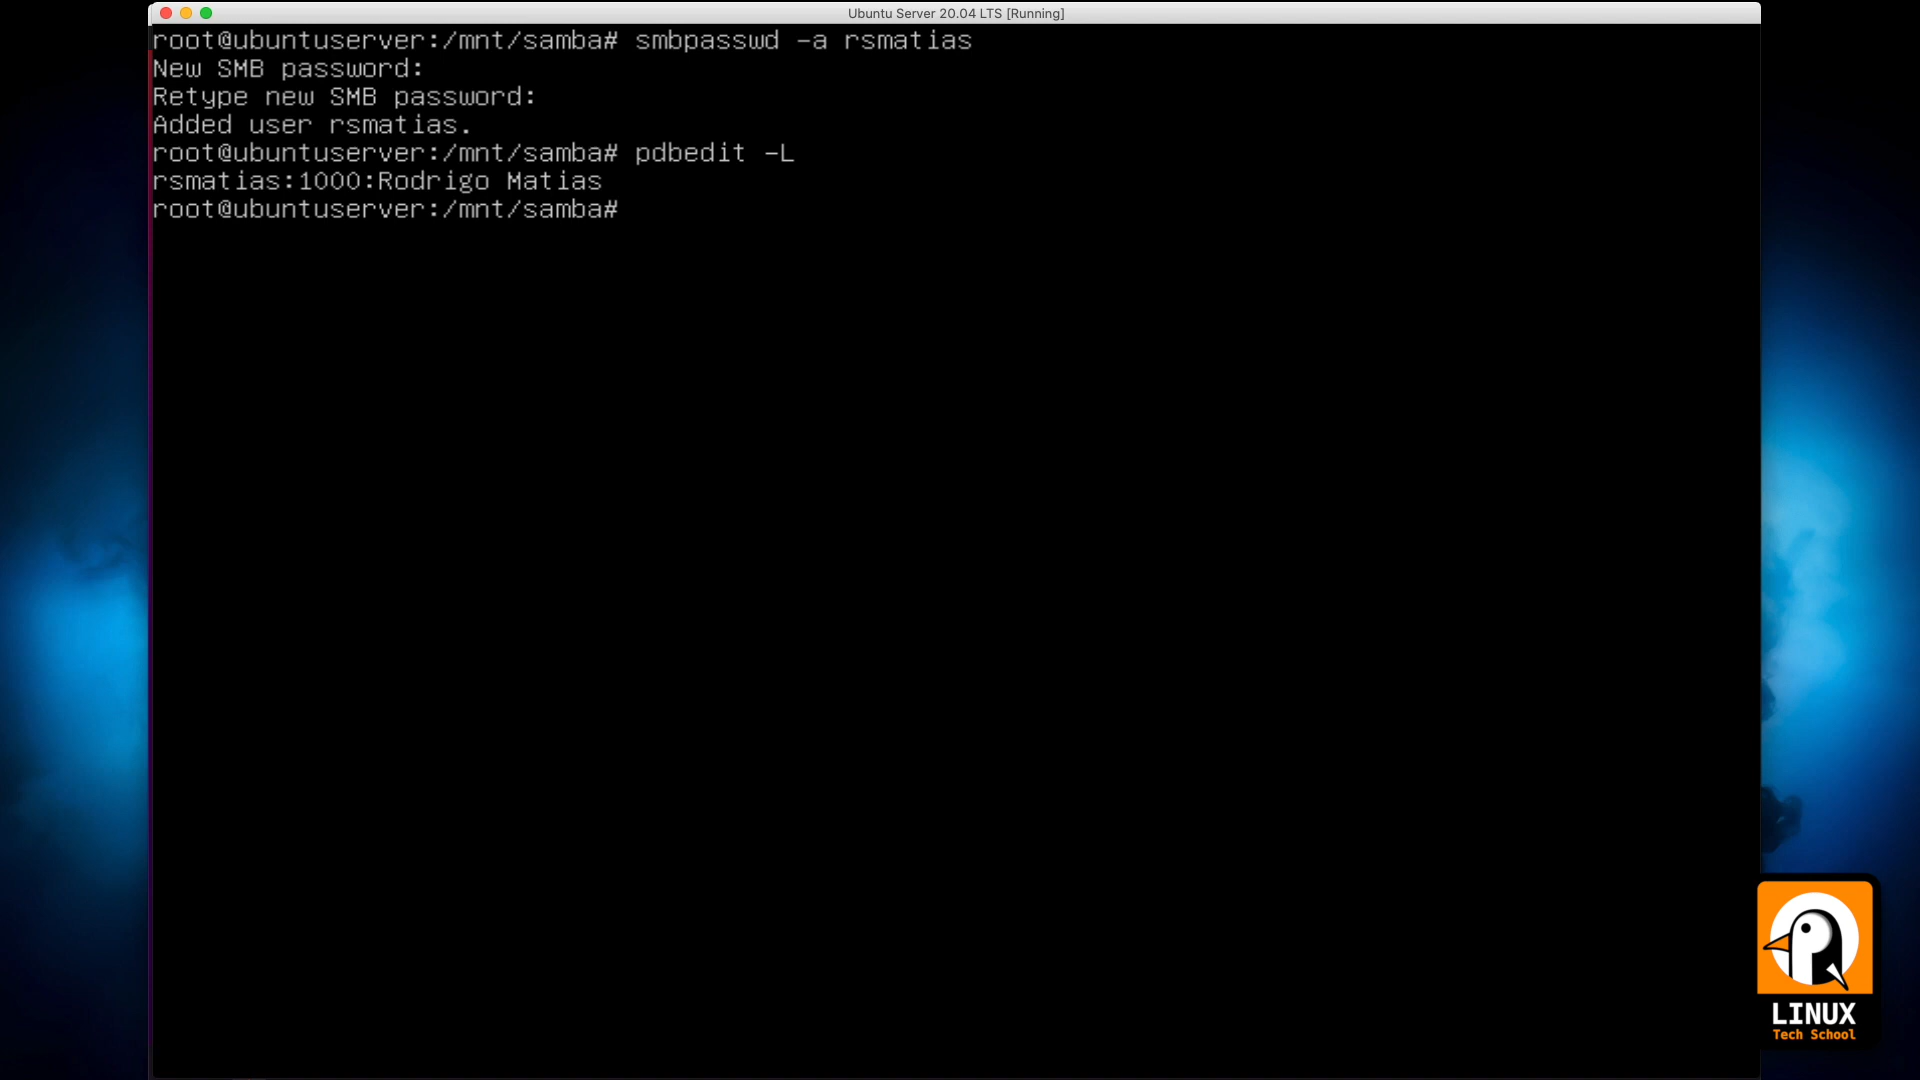 Ubuntu Server 20.04 LTS [Running]
root@ubuntuserver:/mnt/samba# smbpasswd -a rsmatias
New SMB password:
Retype new SMB password:
Added user rsmatias.
root@ubuntuserver:/mnt/samba# pdbedit -L
rsmatias:1000:Rodrigo Matias
root@ubuntuserver:/mnt/samba#
LINUX
Tech School